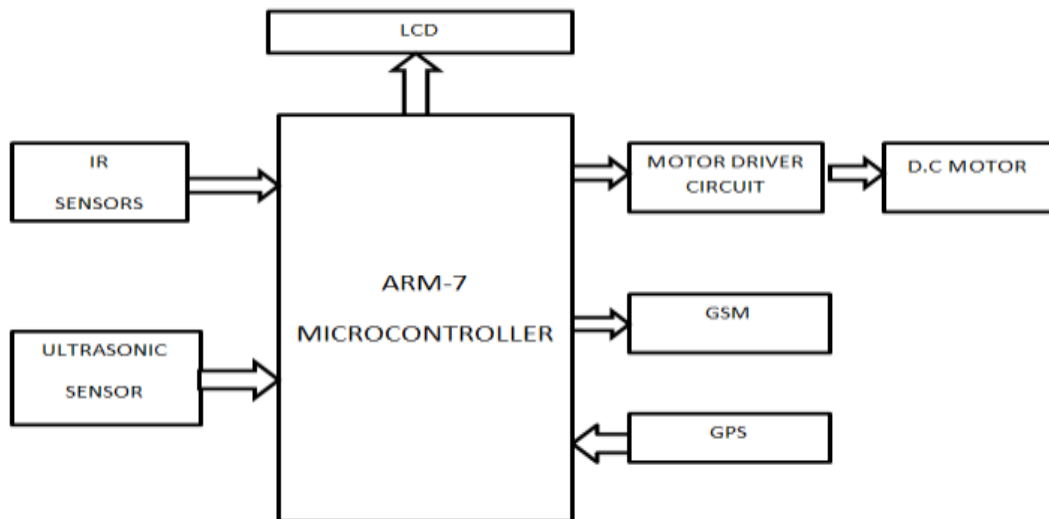 LCD
IR
SENSORS
MOTOR DRIVER
CIRCUIT
D.C MOTOR
ARM-7
MICROCONTROLLER
GSM
ULTRASONIC
SENSOR
GPS